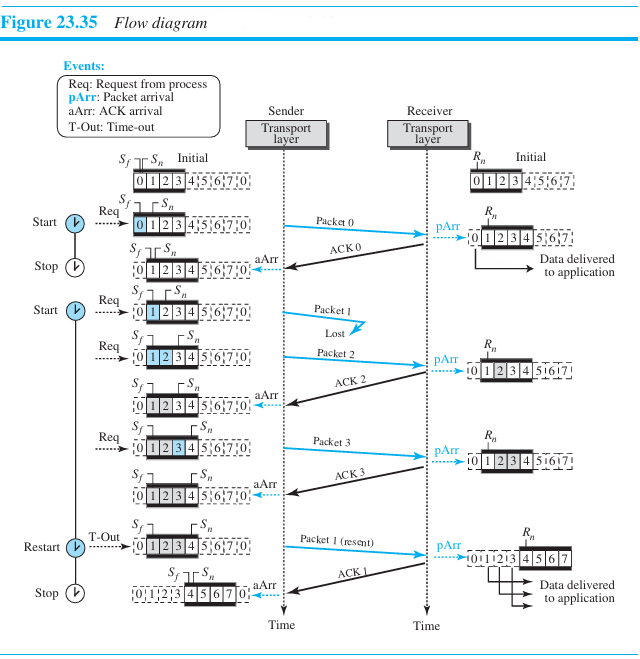 Figure 23.35 Flow diagram
Events:
Req: Request from process
pArr: Packet arrival
aArr: ACK arrival
T-Out: Time-out
Sender Receiver
Transport layer Transport layer
Sf Sn Initial Rn Initial
0 1 2 3 4 5 6 7 0 0 1 2 3 4 5 6 7
Sf Sn Rn
Start Req 0 1 2 3 4 5 6 7 0 Packet 0 pArr 0 1 2 3 4 5 6 7
ACK 0
Sf Sn
Stop 0 1 2 3 4 5 6 7 0 aArr Data delivered
to application
Sf Sn
Start Req 0 1 2 3 4 5 6 7 0 Packet 1
Lost
Sf Sn Rn
Req 0 1 2 3 4 5 6 7 0 Packet 2 pArr 0 1 2 3 4 5 6 7
ACK 2
Sf Sn
0 1 2 3 4 5 6 7 0 aArr
Sf Sn Rn
Req 0 1 2 3 4 5 6 7 0 Packet 3 pArr 0 1 2 3 4 5 6 7
ACK 3
Sf Sn
0 1 2 3 4 5 6 7 0 aArr
Sf Sn Rn
Restart T-Out 0 1 2 3 4 5 6 7 0 Packet 1 (resent) pArr 0 1 2 3 4 5 6 7
ACK 1
Sf Sn
Stop 0 1 2 3 4 5 6 7 0 aArr Data delivered
to application
Time Time